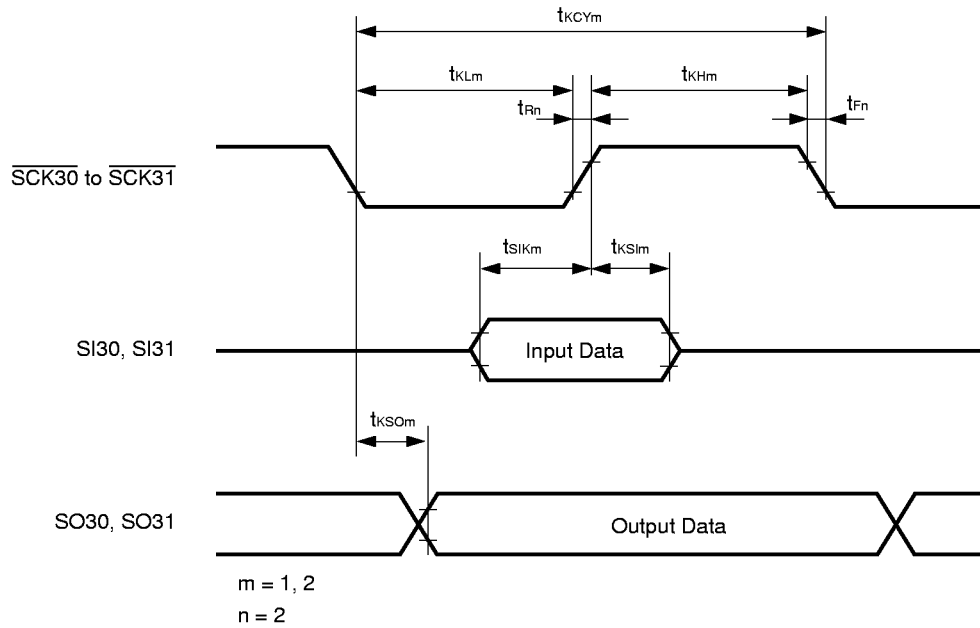 tKCYm
tKLm tKHm
tRn tFn
SCK30 to SCK31
tSIKm tKSIm
SI30, SI31 Input Data
tKSOm
SO30, SO31 Output Data
m = 1, 2
n = 2